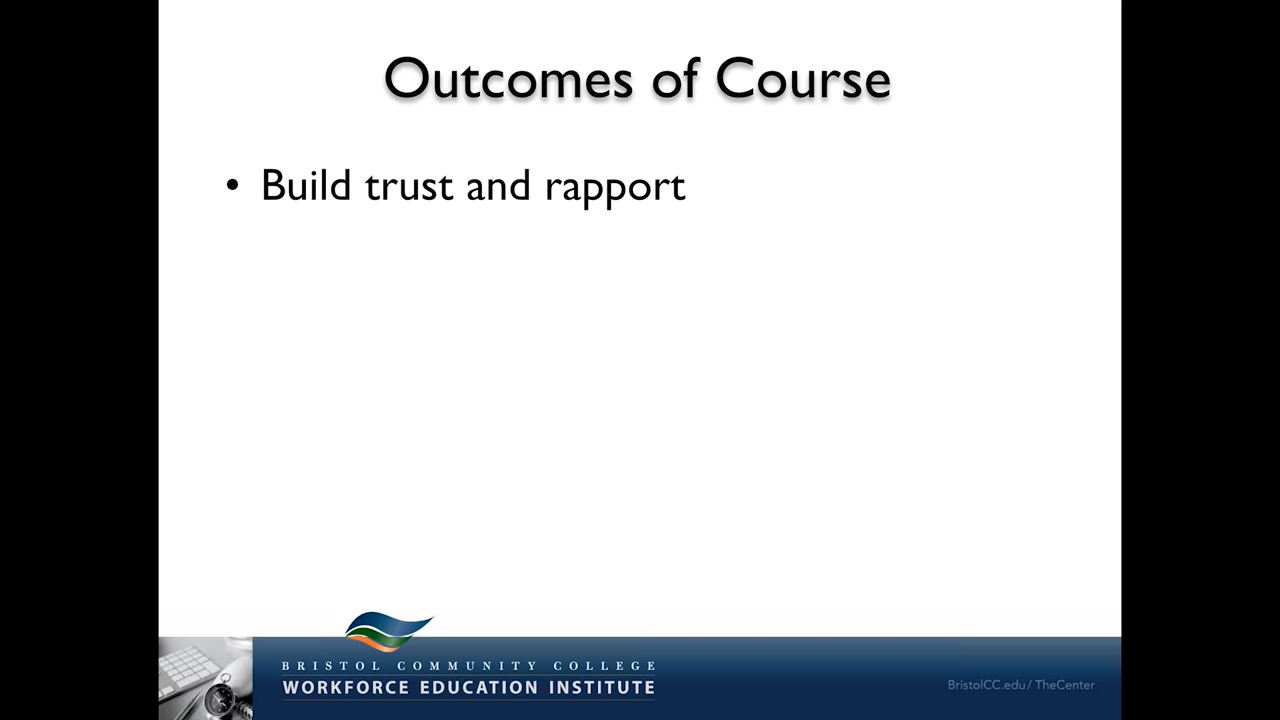 Outcomes of Course
• Build trust and rapport
BRISTOL COMMUNITY COLLEGE
WORKFORCE EDUCATION INSTITUTE
BristolCC.edu / TheCenter